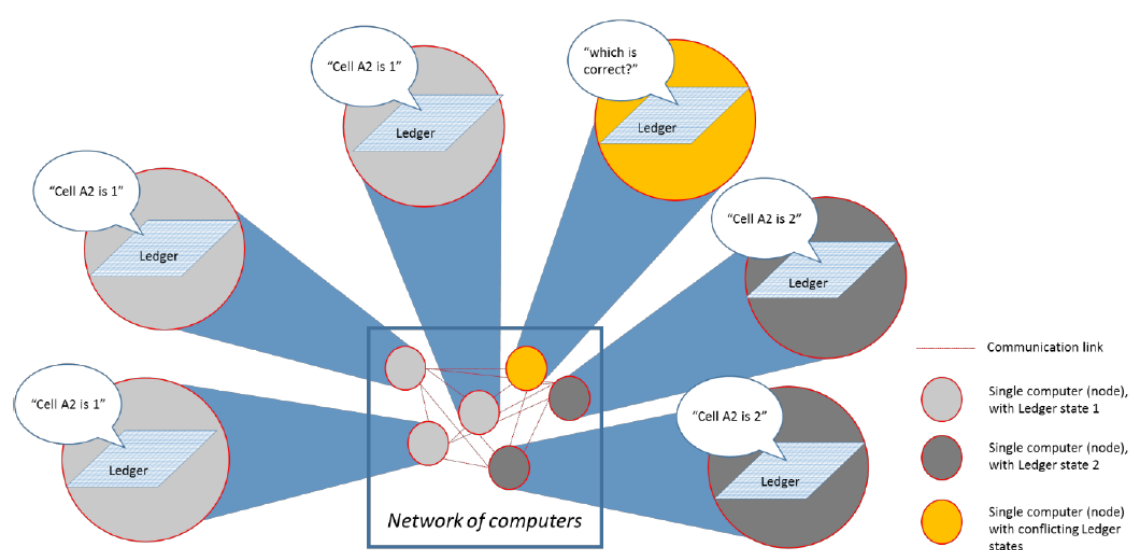 “Cell A2 is 1”
Ledger
“which is
correct?”
Ledger
“Cell A2 is 1”
Ledger
“Cell A2 is 2”
Ledger
“Cell A2 is 1”
Ledger
“Cell A2 is 2”
Ledger
Network of computers
Communication link
Single computer (node),
with Ledger state 1
Single computer (node),
with Ledger state 2
Single computer (node)
with conflicting Ledger
states